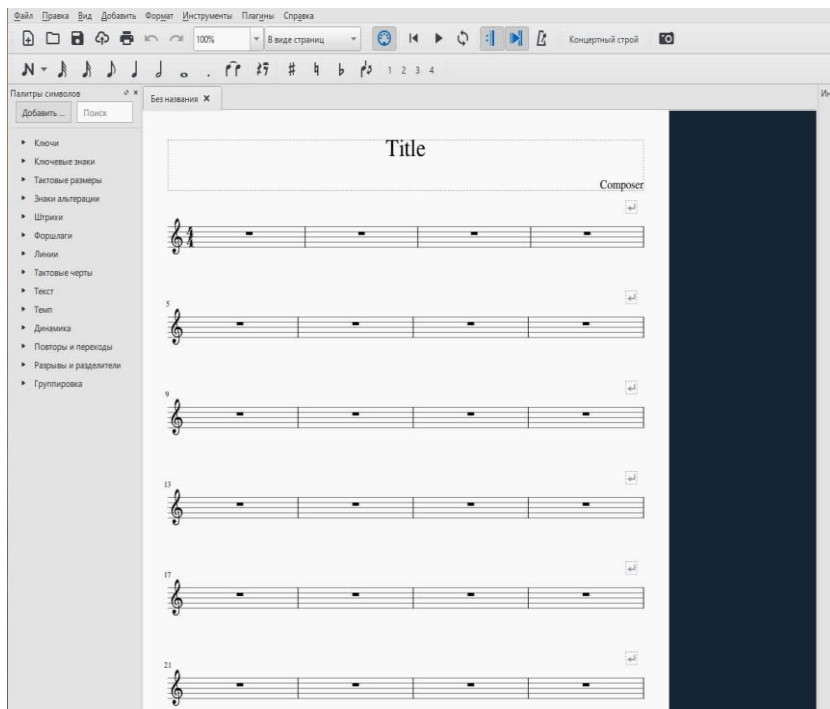 Файл Правка Вид Добавить Формат Инструменты Плагины Справка
100% В виде страниц Концертный строй
1 2 3 4
Палитры символов
Без названия
Добавить ... Поиск
Ключи
Ключевые знаки
Тактовые размеры
Знаки альтерации
Штрихи
Форшлаги
Линии
Тактовые черты
Текст
Темп
Динамика
Повторы и переходы
Разрывы и разделители
Группировка
Title
Composer
5
9
13
17
21